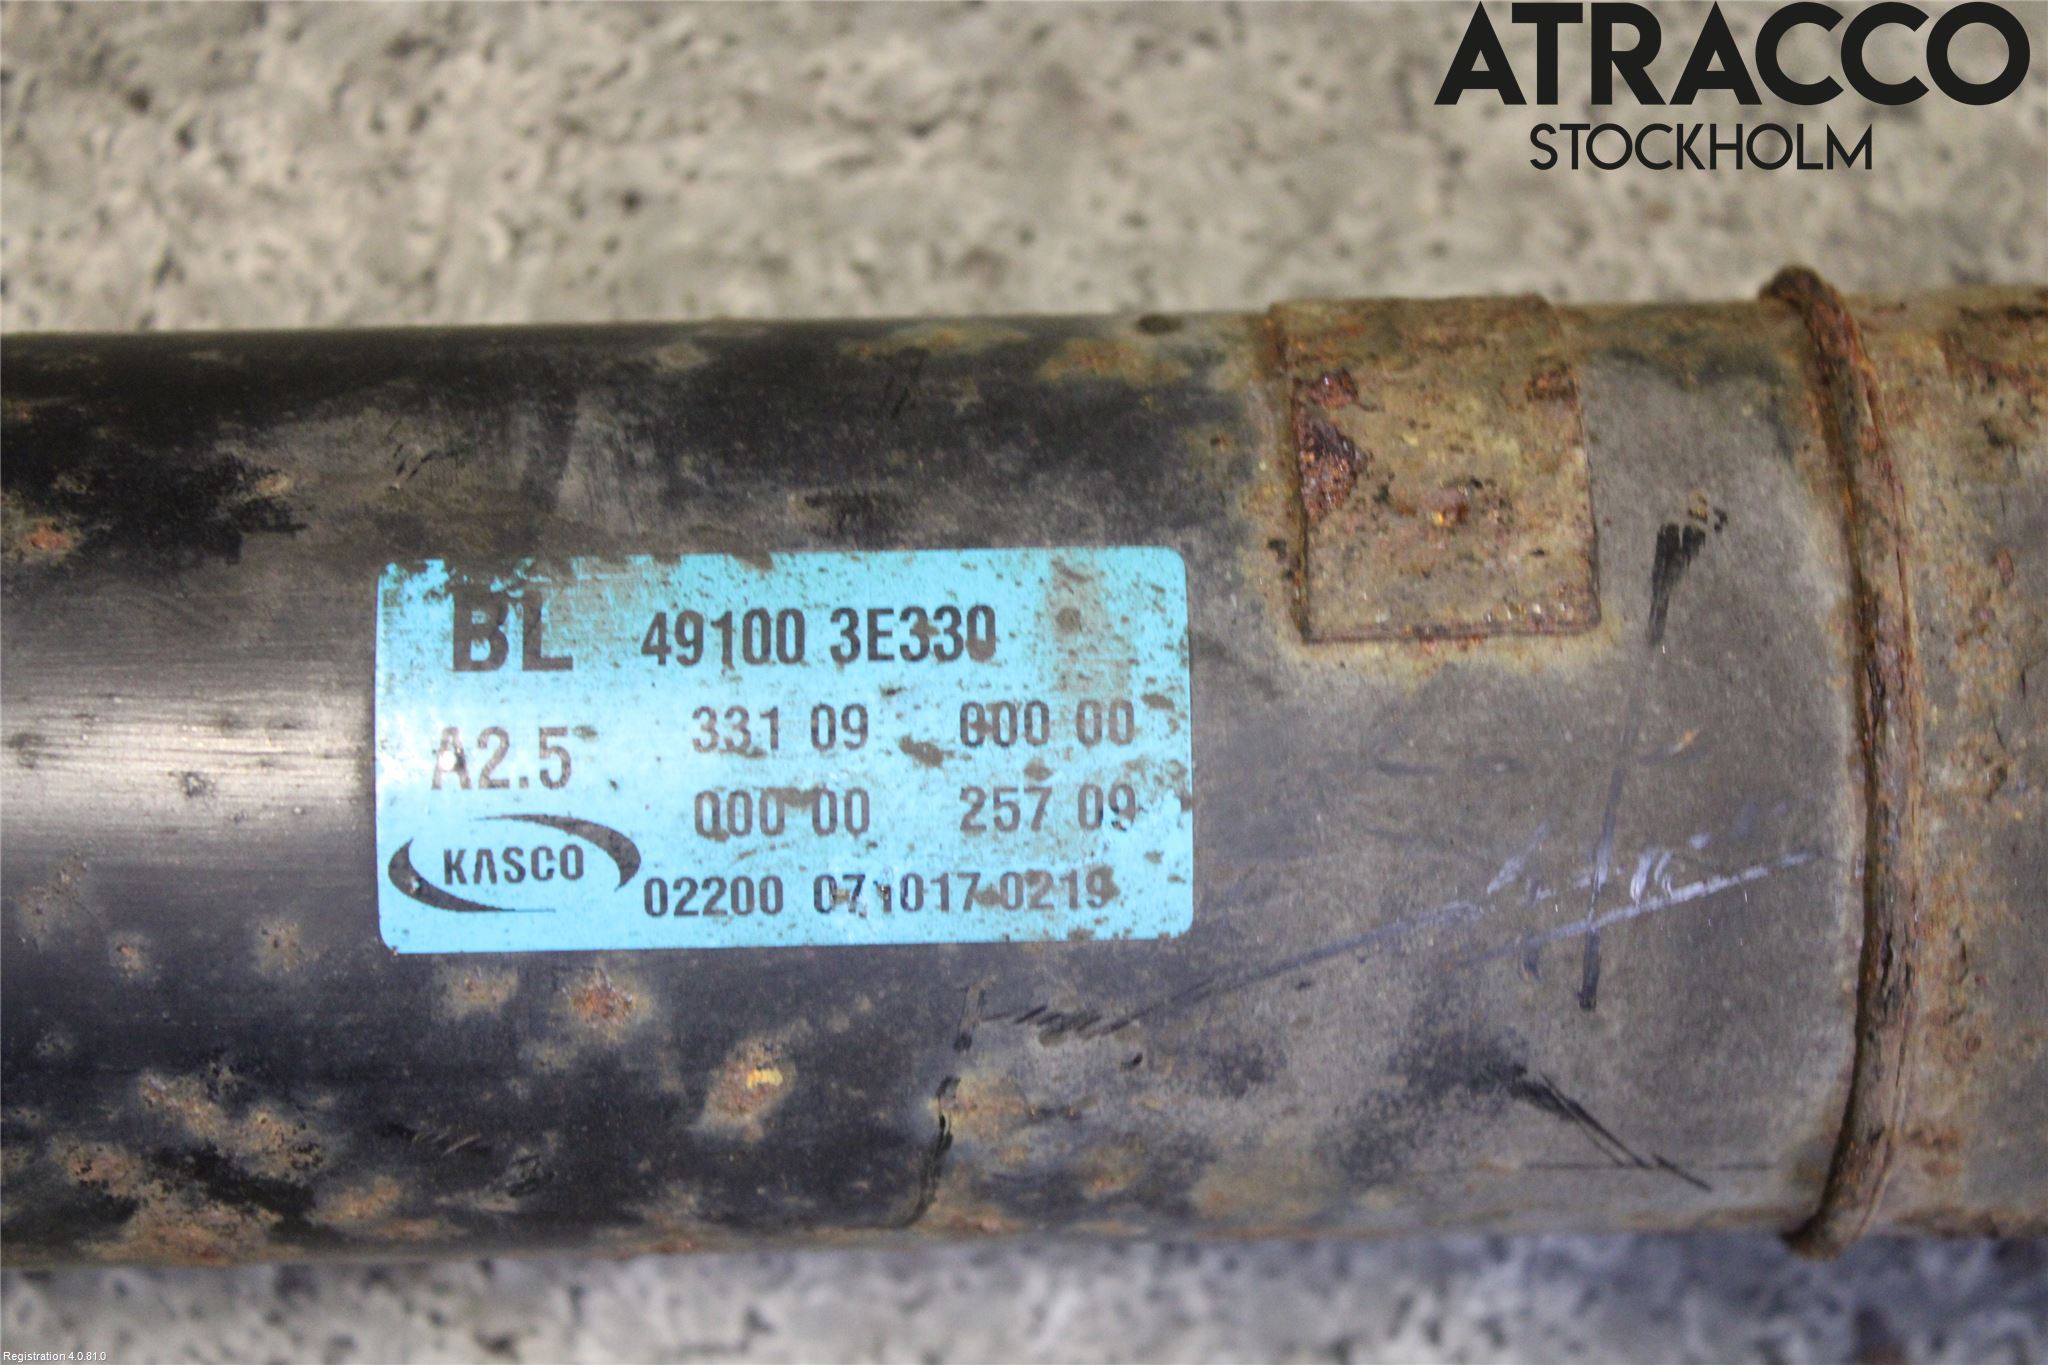 ATRACCO
STOCKHOLM
BL 49100 3E330
A2.5 331 09 000 00
000 00 257 09
KASCO
02200 071017 0219
Registration 4.0.81.0